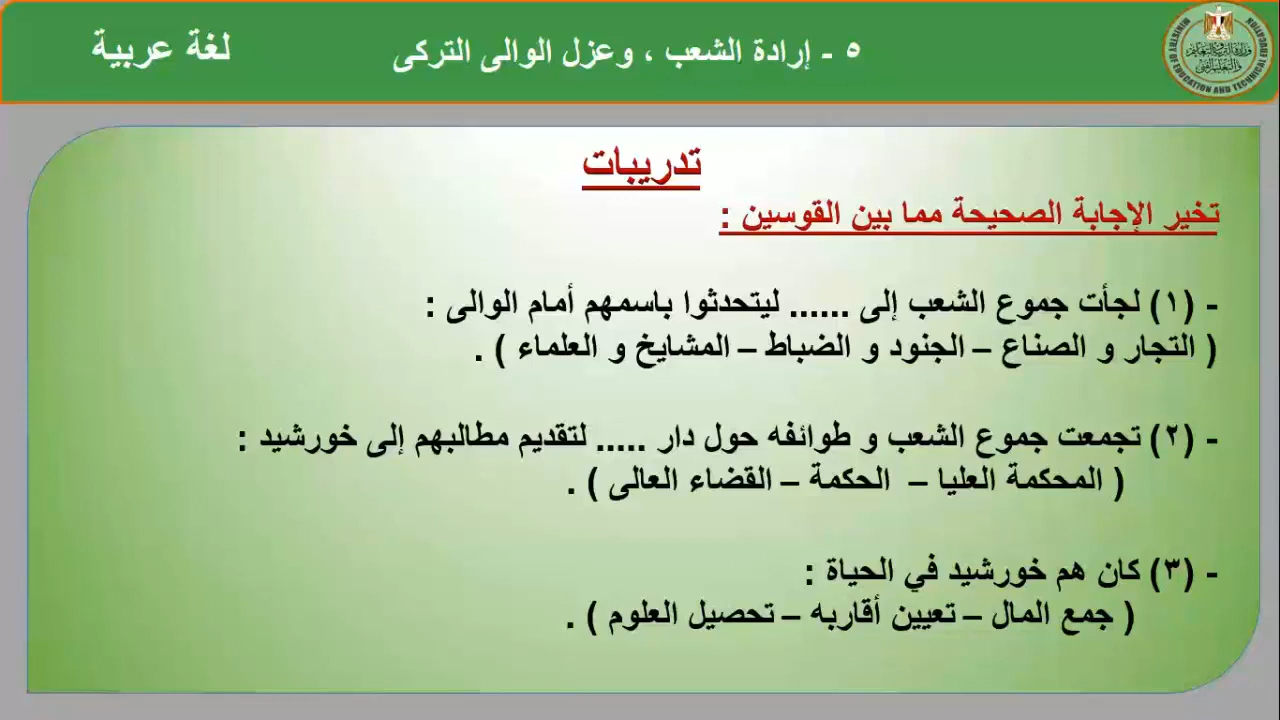 ٥ - إرادة الشعب ، وعزل الوالى التركى
لغة عربية
تدريبات
تخير الإجابة الصحيحة مما بين القوسين :
- (١) لجأت جموع الشعب إلى ...... ليتحدثوا باسمهم أمام الوالى :
( التجار و الصناع – الجنود و الضباط – المشايخ و العلماء ) .
- (٢) تجمعت جموع الشعب و طوائفه حول دار ..... لتقديم مطالبهم إلى خورشيد :
( المحكمة العليا – الحكمة – القضاء العالى ) .
- (٣) كان هم خورشيد في الحياة :
( جمع المال – تعيين أقاربه – تحصيل العلوم ) .